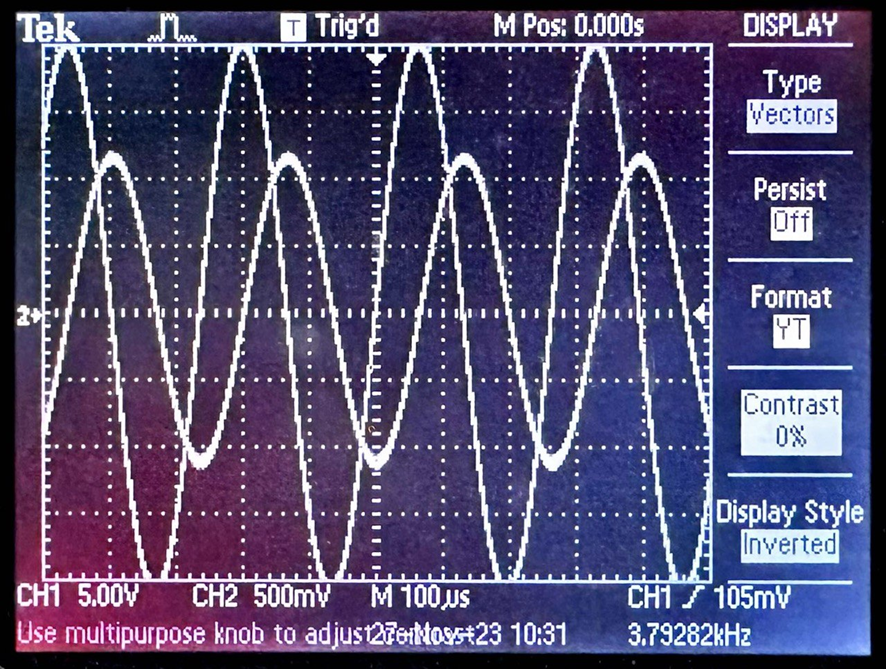 Tek T Trig'd M Pos: 0.000s DISPLAY
Type
Vectors
Persist
Off
Format
YT
2
Contrast
0%
Display Style
Inverted
CH1 5.00V CH2 500mV M 100µs CH1 105mV
Use multipurpose knob to adjust 27-Nov-23 10:31 3.79282kHz